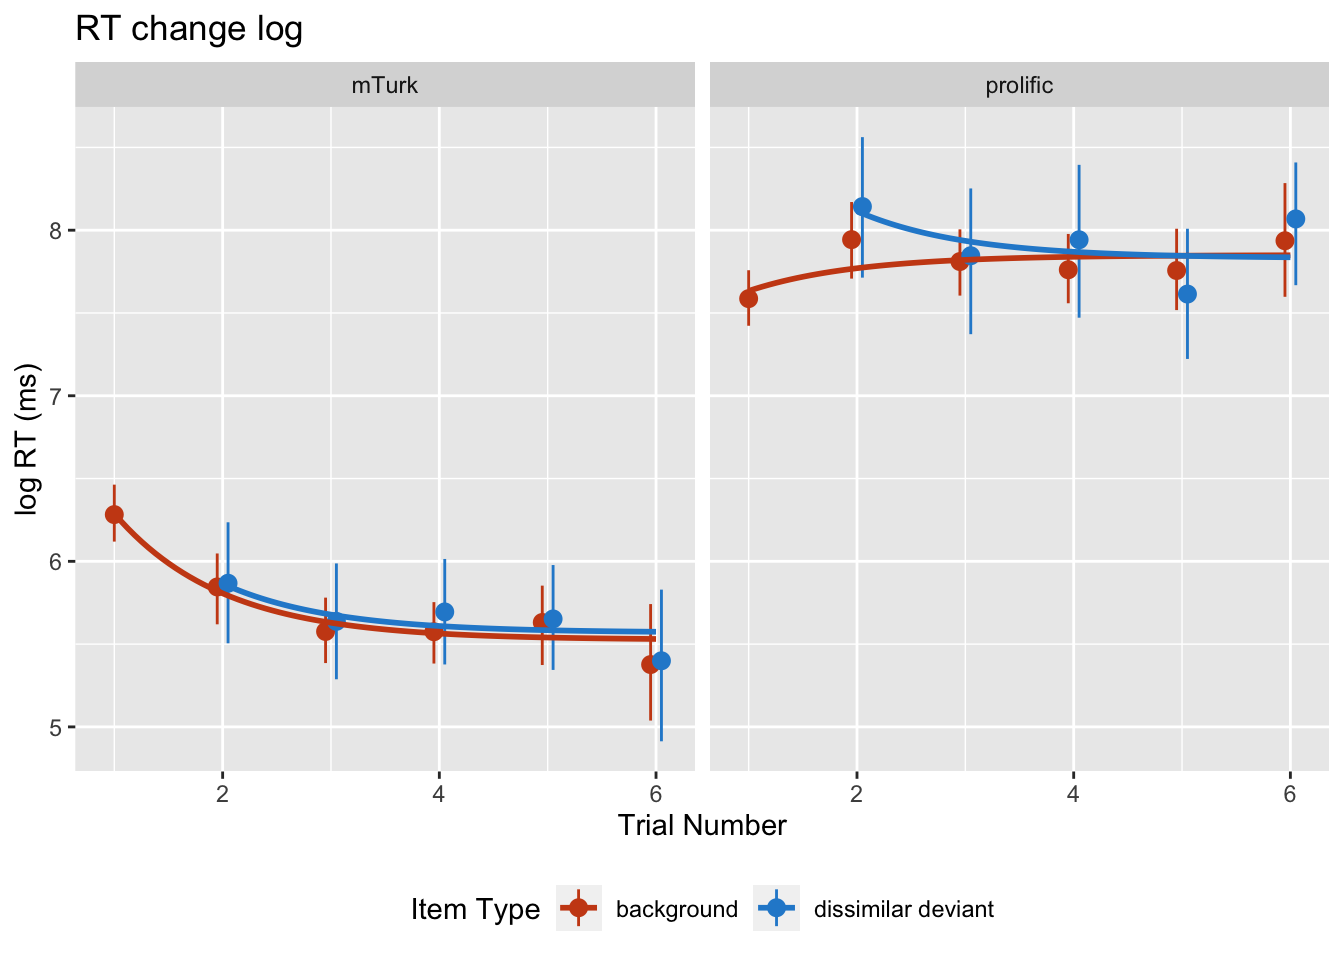 RT change log
mTurk
prolific
log RT (ms)
8
7
6
5
2
4
6
2
4
6
Trial Number
Item Type
background
dissimilar deviant